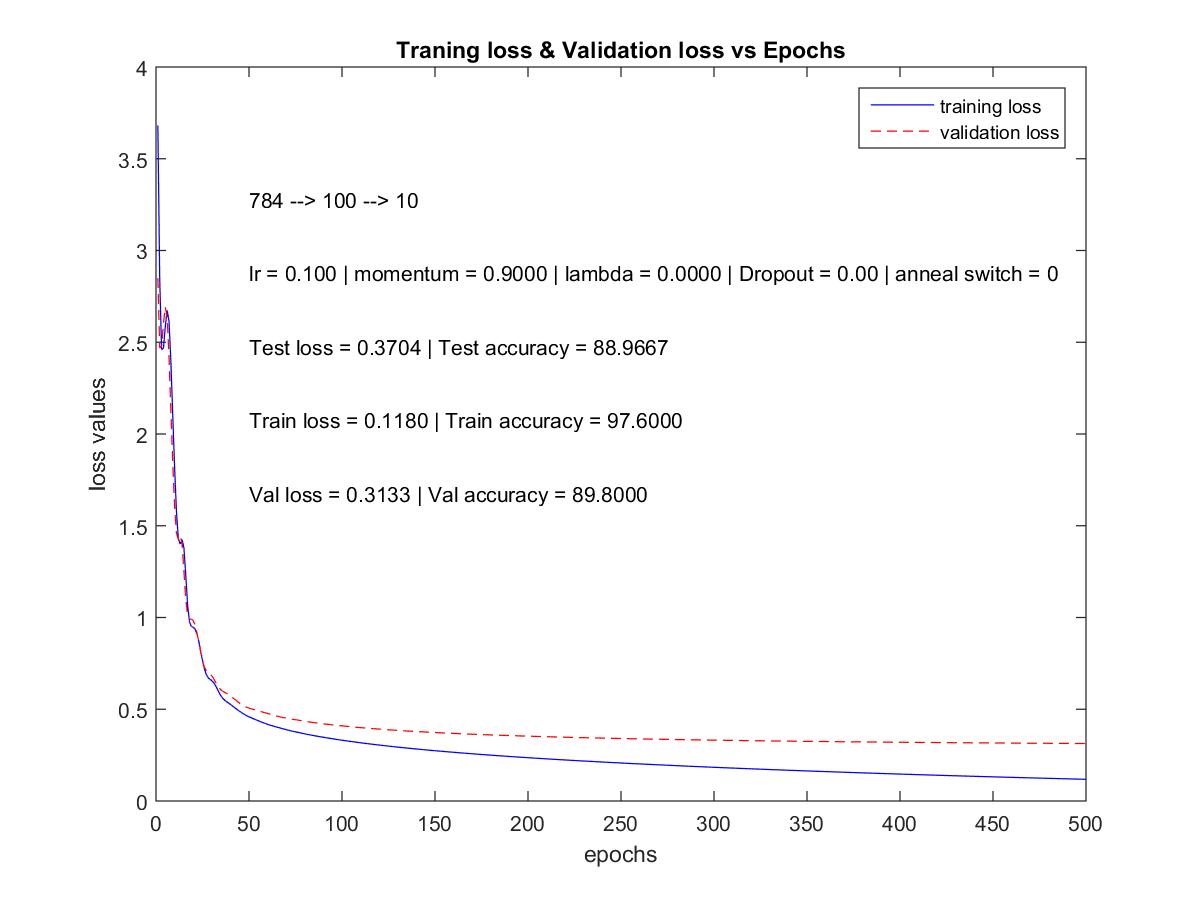 Traning loss & Validation loss vs Epochs
training loss
validation loss
784 --> 100 --> 10
lr = 0.100 | momentum = 0.9000 | lambda = 0.0000 | Dropout = 0.00 | anneal switch = 0
Test loss = 0.3704 | Test accuracy = 88.9667
Train loss = 0.1180 | Train accuracy = 97.6000
Val loss = 0.3133 | Val accuracy = 89.8000
loss values
4
3.5
3
2.5
2
1.5
1
0.5
0
0 50 100 150 200 250 300 350 400 450 500
epochs